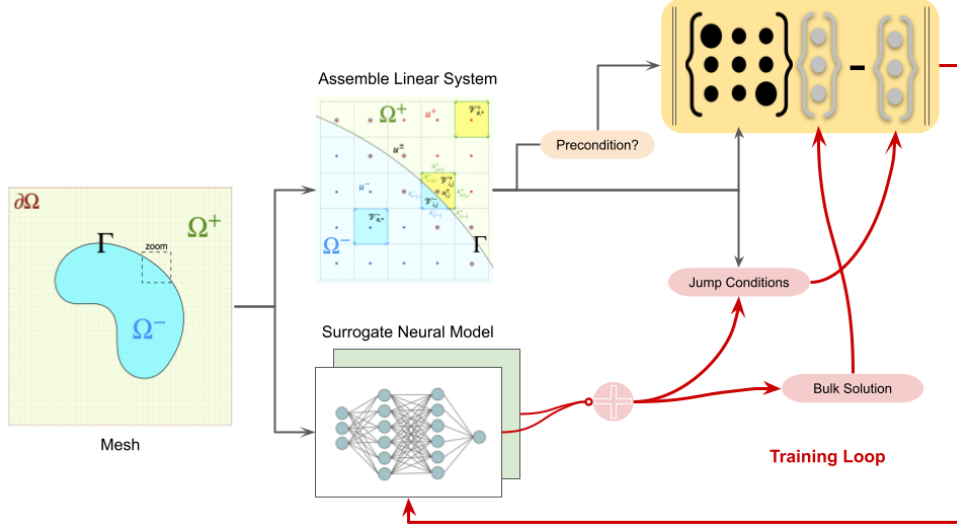 Assemble Linear System
Ω⁺
u⁺
u±
Precondition?
∂Ω
Ω⁺
Γ
zoom
u⁻
Ω⁻
Γ
Ω⁻
Jump Conditions
Surrogate Neural Model
Bulk Solution
Mesh
Training Loop